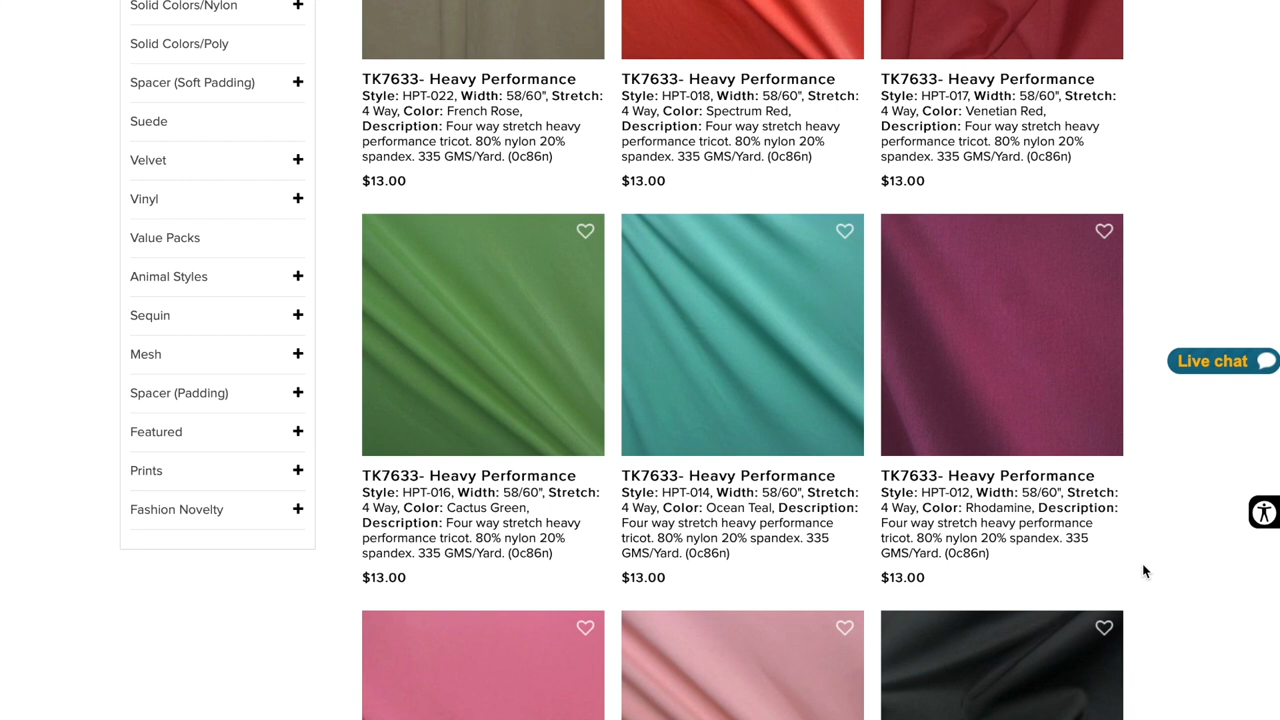 Solid Colors/Nylon
Solid Colors/Poly
Spacer (Soft Padding)
Suede
Velvet
Vinyl
Value Packs
Animal Styles
Sequin
Mesh
Spacer (Padding)
Featured
Prints
Fashion Novelty
TK7633- Heavy Performance
Style: HPT-022, Width: 58/60", Stretch:
4 Way, Color: French Rose,
Description: Four way stretch heavy
performance tricot. 80% nylon 20%
spandex. 335 GMS/Yard. (0c86n)
$13.00
TK7633- Heavy Performance
Style: HPT-018, Width: 58/60", Stretch:
4 Way, Color: Spectrum Red,
Description: Four way stretch heavy
performance tricot. 80% nylon 20%
spandex. 335 GMS/Yard. (0c86n)
$13.00
TK7633- Heavy Performance
Style: HPT-017, Width: 58/60", Stretch:
4 Way, Color: Venetian Red,
Description: Four way stretch heavy
performance tricot. 80% nylon 20%
spandex. 335 GMS/Yard. (0c86n)
$13.00
TK7633- Heavy Performance
Style: HPT-016, Width: 58/60", Stretch:
4 Way, Color: Cactus Green,
Description: Four way stretch heavy
performance tricot. 80% nylon 20%
spandex. 335 GMS/Yard. (0c86n)
$13.00
TK7633- Heavy Performance
Style: HPT-014, Width: 58/60", Stretch:
4 Way, Color: Ocean Teal, Description:
Four way stretch heavy performance
tricot. 80% nylon 20% spandex. 335
GMS/Yard. (0c86n)
$13.00
TK7633- Heavy Performance
Style: HPT-012, Width: 58/60", Stretch:
4 Way, Color: Rhodamine, Description:
Four way stretch heavy performance
tricot. 80% nylon 20% spandex. 335
GMS/Yard. (0c86n)
$13.00
Live chat